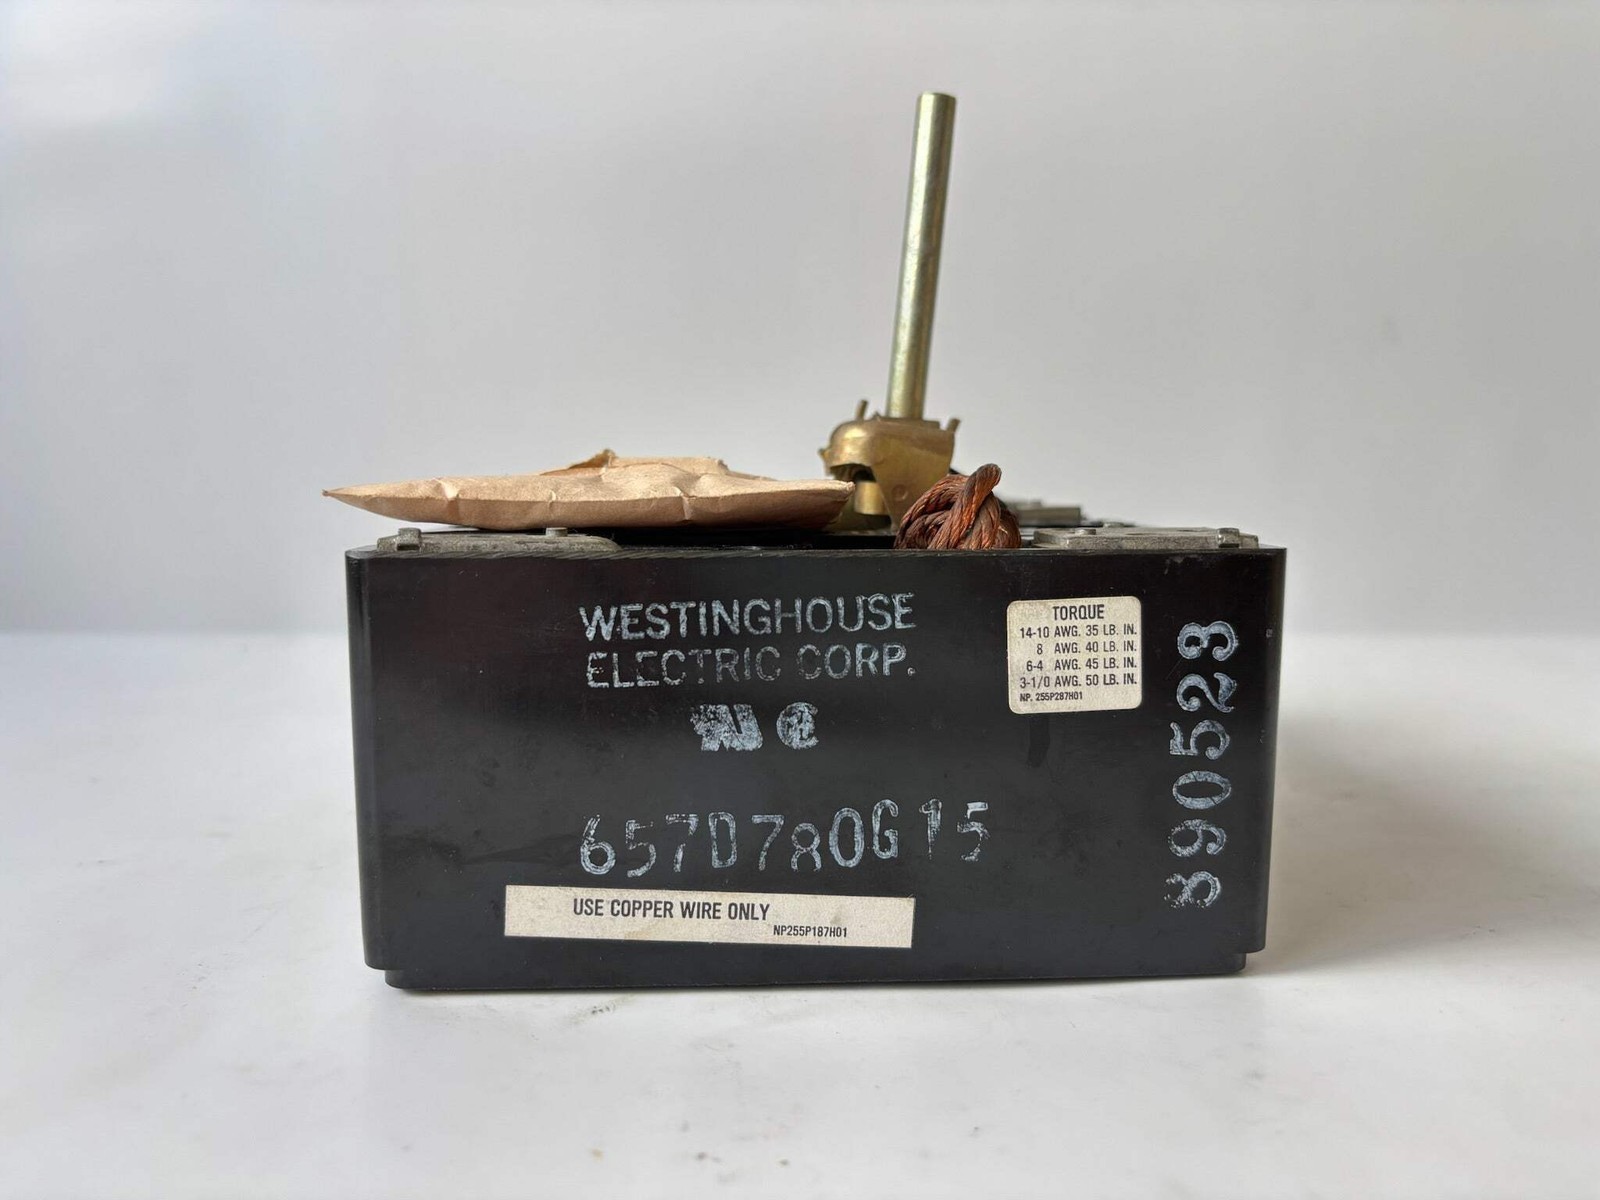 WESTINGHOUSE
ELECTRIC CORP.
657D780G15
USE COPPER WIRE ONLY
NP255P187H01
TORQUE
14-10 AWG. 35 LB. IN.
8 AWG. 40 LB. IN.
6-4 AWG. 45 LB. IN.
3-1/0 AWG. 50 LB. IN.
NP. 255P287H01
890523